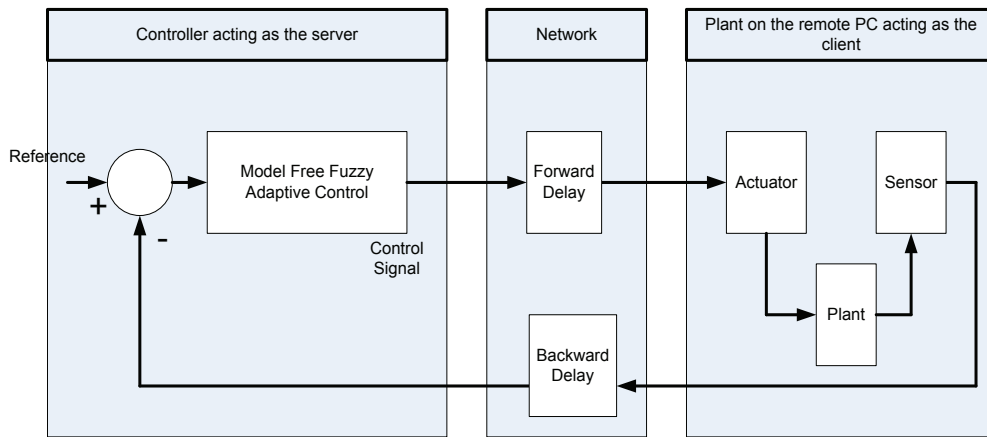 Controller acting as the server
Network
Plant on the remote PC acting as the
client
Reference
+
-
Model Free Fuzzy
Adaptive Control
Control
Signal
Forward
Delay
Actuator
Sensor
Plant
Backward
Delay